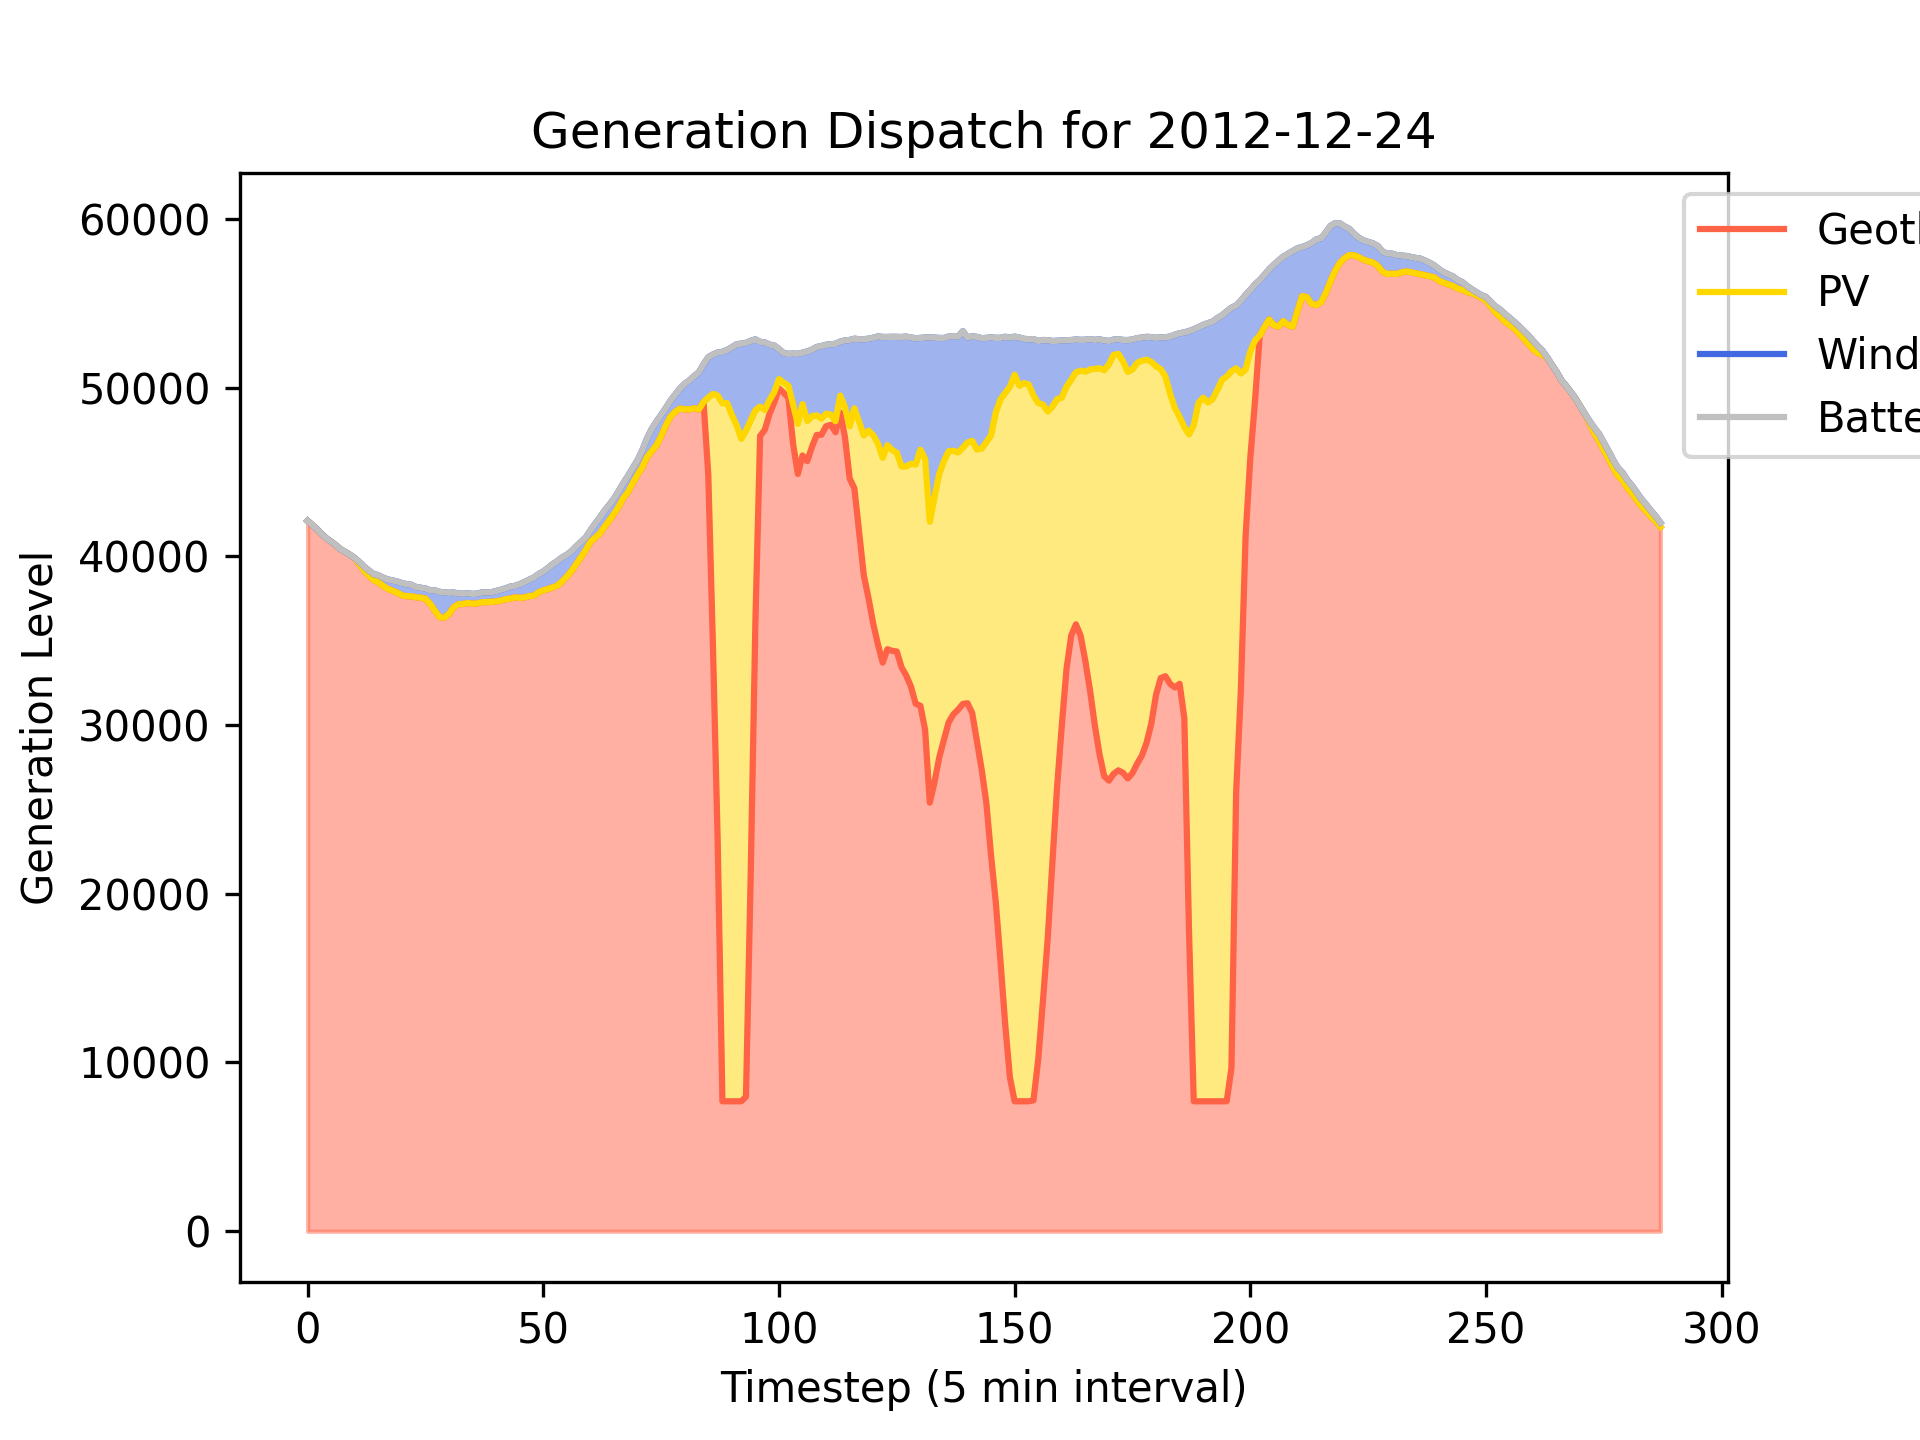 Generation Dispatch for 2012-12-24
60000
50000
40000
30000
20000
10000
0
Generation Level
0 50 100 150 200 250 300
Timestep (5 min interval)
PV
Wind